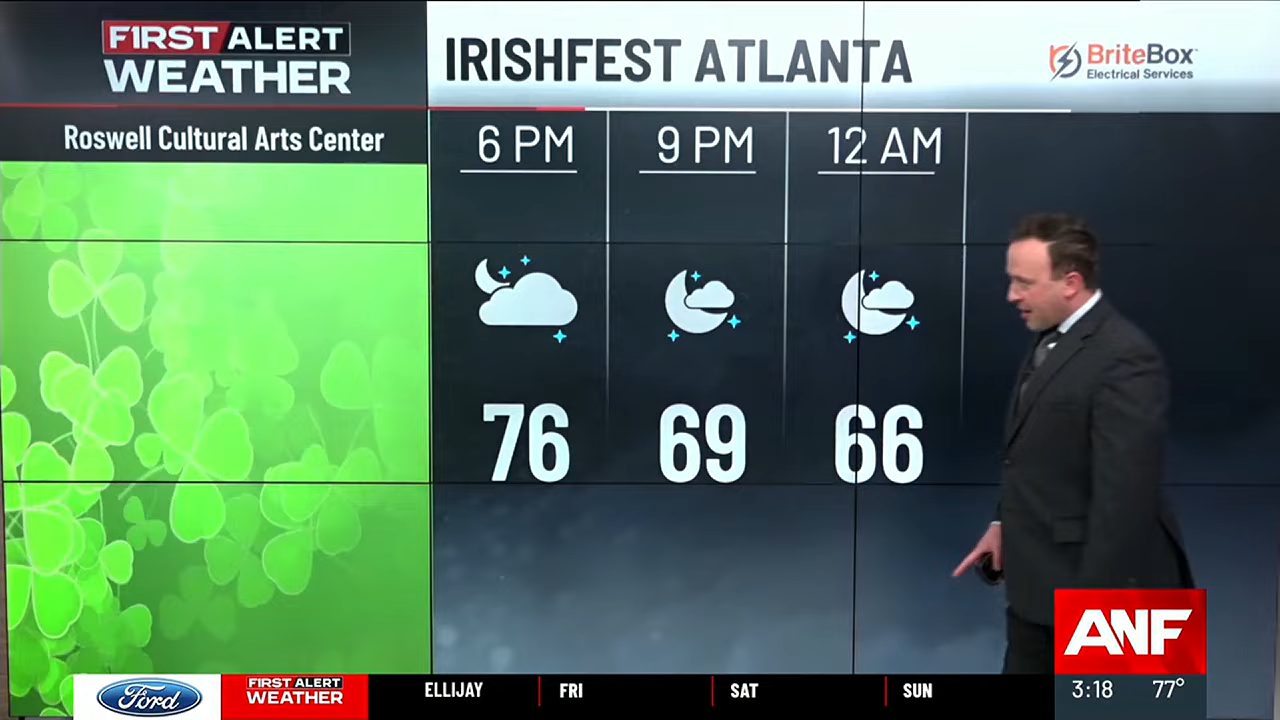 FIRST ALERT
WEATHER
IRISHFEST ATLANTA
BriteBox
Electrical Services
Roswell Cultural Arts Center
6 PM
9 PM
12 AM
76
69
66
ANF
Ford
FIRST ALERT
WEATHER
ELLIJAY
FRI
SAT
SUN
3:18
77°